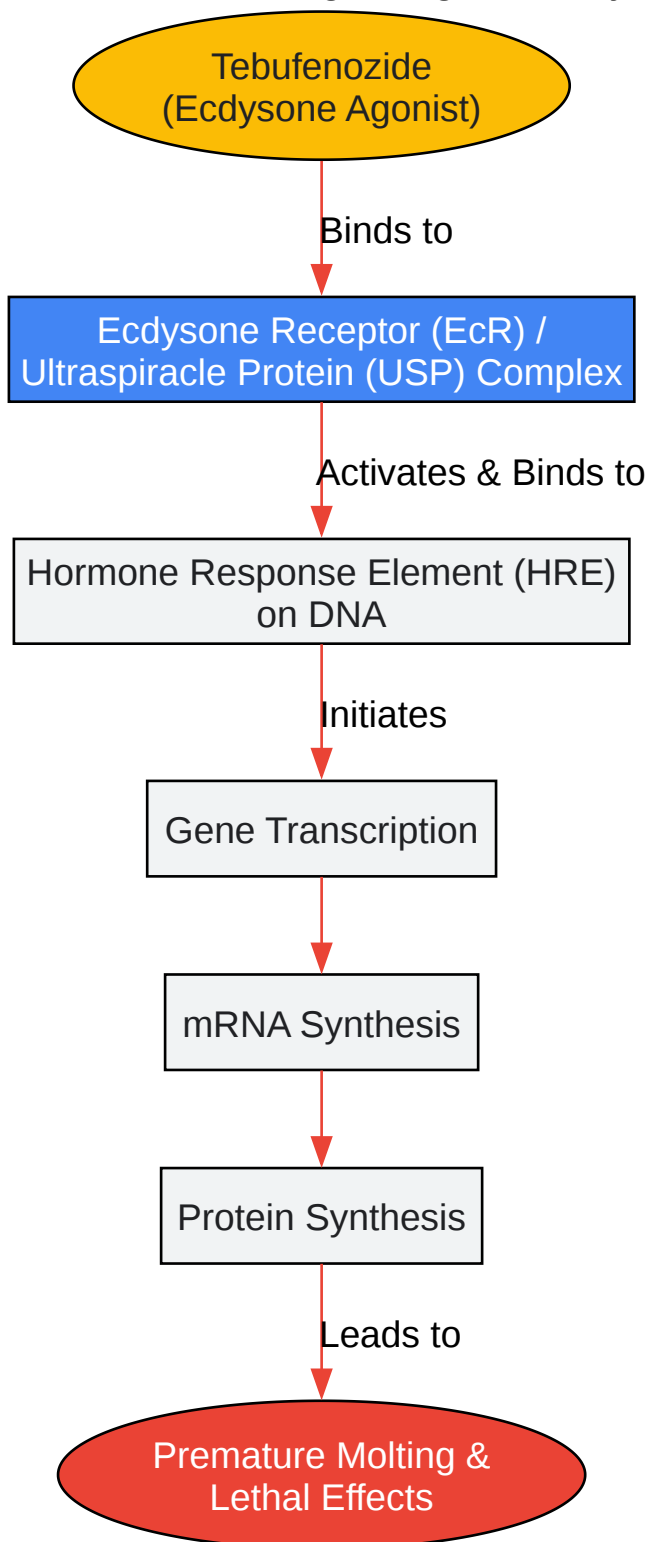 Tebufenozide
(Ecdysone Agonist)
Binds to
Ecdysone Receptor (EcR) /
Ultraspiracle Protein (USP) Complex
Activates & Binds to
Hormone Response Element (HRE)
on DNA
Initiates
Gene Transcription
mRNA Synthesis
Protein Synthesis
Leads to
Premature Molting &
Lethal Effects